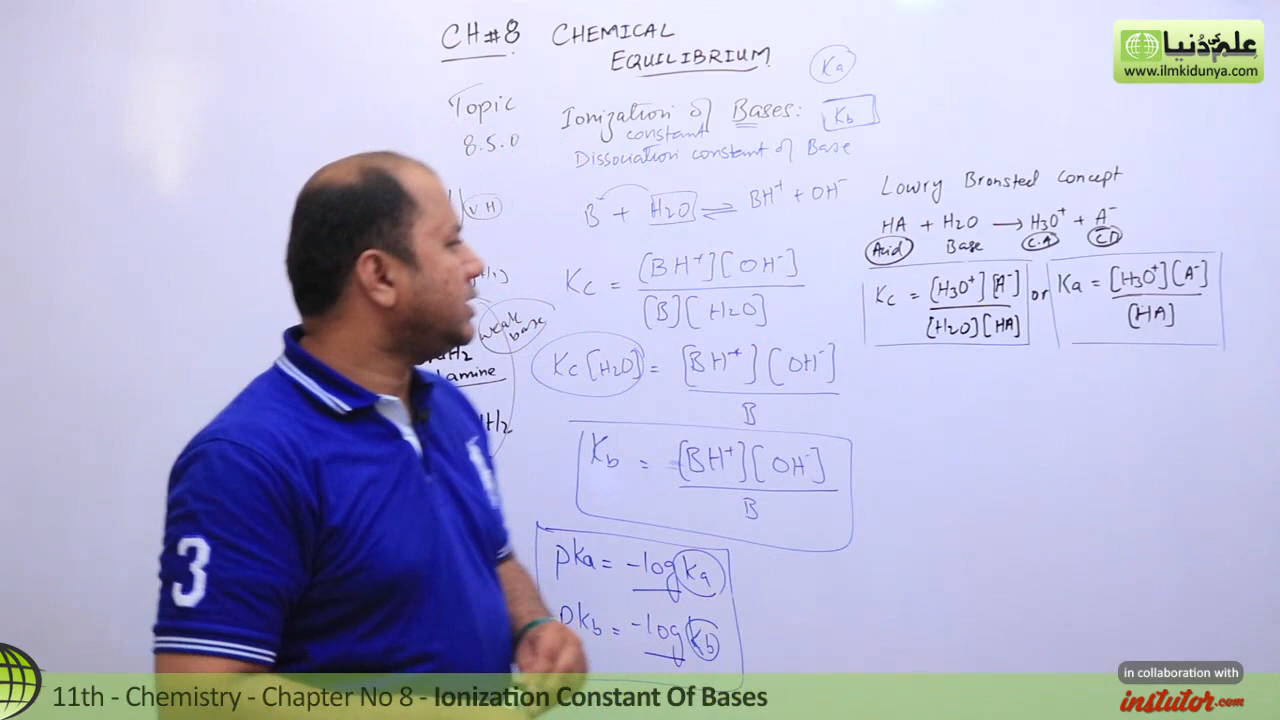 CH#8 CHEMICAL
EQUILIBRIUM
Ka
Topic
8.5.0
Ionization of Bases: Kb
constant
Dissociation constant of Base
B + H2O ⇌ BH⁺ + OH⁻
Kc = [BH⁺][OH⁻]
[B][H2O]
Kc[H2O] = [BH⁺][OH⁻]
B
Kb = [BH⁺][OH⁻]
B
pKa = -log Ka
pKb = -log Kb
weak
base
Lowry Bronsted concept
HA + H2O → H3O⁺ + A⁻
Acid Base C.A
Kc = [H3O⁺][A⁻]
[H2O][HA]
or
Ka = [H3O⁺][A⁻]
[HA]
3
علم کی دنیا
www.ilmkidunya.com
in collaboration with
instutor.com
11th - Chemistry - Chapter No 8 - Ionization Constant Of Bases